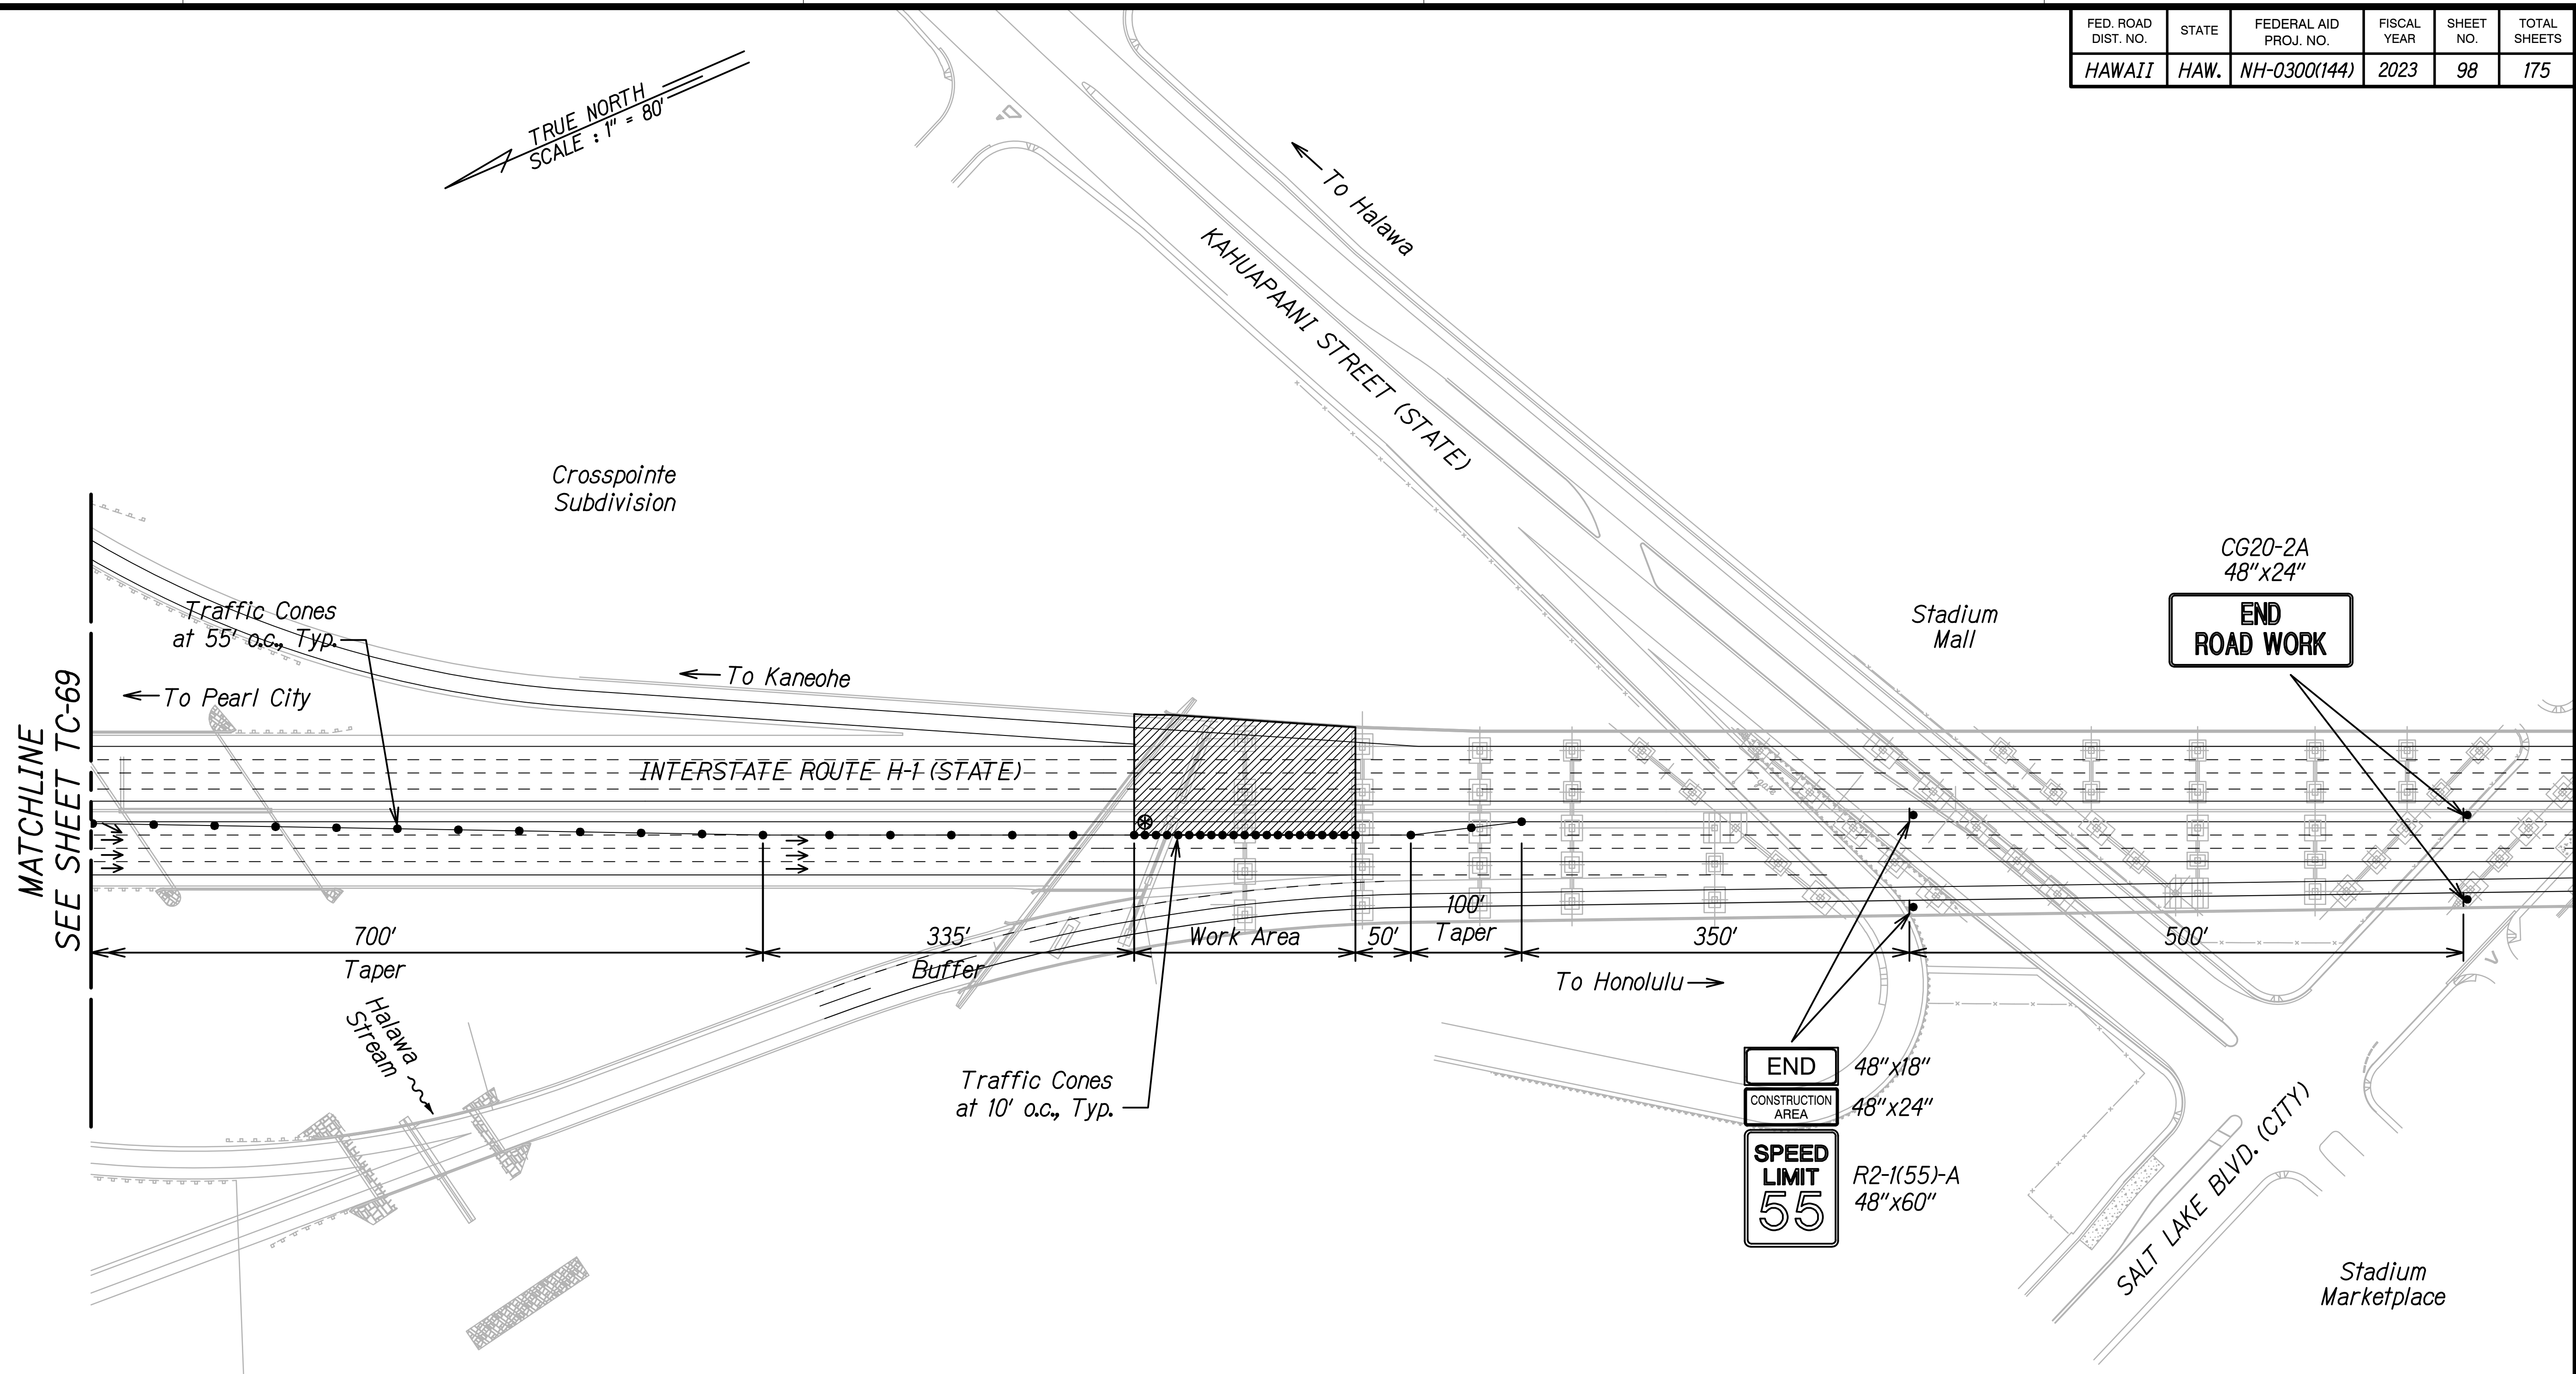 FED. ROAD DIST. NO.
STATE
FEDERAL AID PROJ. NO.
FISCAL YEAR
SHEET NO.
TOTAL SHEETS
HAWAII
HAW.
NH-0300(144)
2023
98
175
TRUE NORTH
SCALE : 1" = 80'
To Halawa
KAHUAPAANI STREET (STATE)
Crosspointe
Subdivision
CG20-2A
48"x24"
END
ROAD WORK
Stadium
Mall
Traffic Cones
at 55' o.c., Typ.
To Kaneohe
To Pearl City
MATCHLINE
SEE SHEET TC-69
INTERSTATE ROUTE H-1 (STATE)
700'
Taper
335'
Buffer
Work Area
50'
100'
Taper
350'
500'
To Honolulu
Halawa
Stream
Traffic Cones
at 10' o.c., Typ.
END
48"x18"
CONSTRUCTION
AREA
48"x24"
SPEED
LIMIT
55
R2-1(55)-A
48"x60"
SALT LAKE BLVD. (CITY)
Stadium
Marketplace